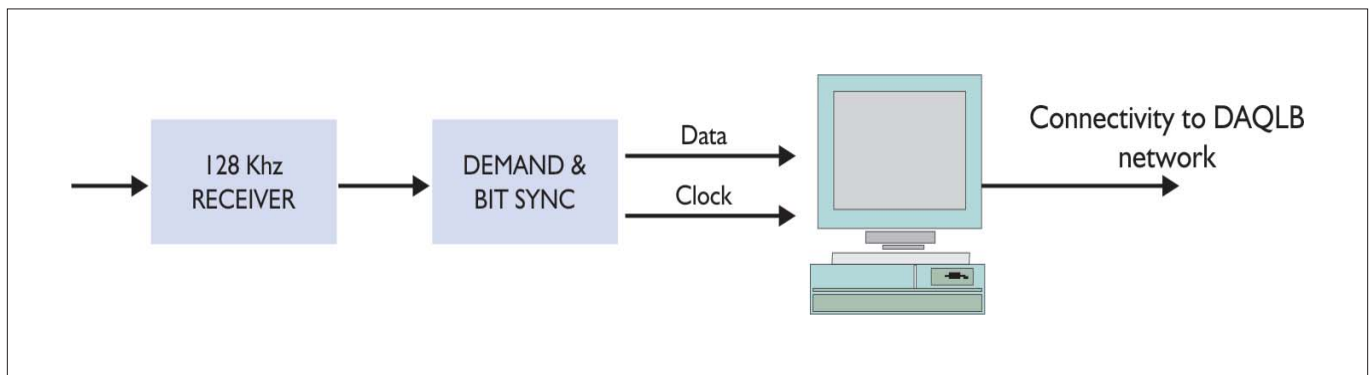 128 Khz
RECEIVER
DEMAND &
BIT SYNC
Data
Clock
Connectivity to DAQLB
network